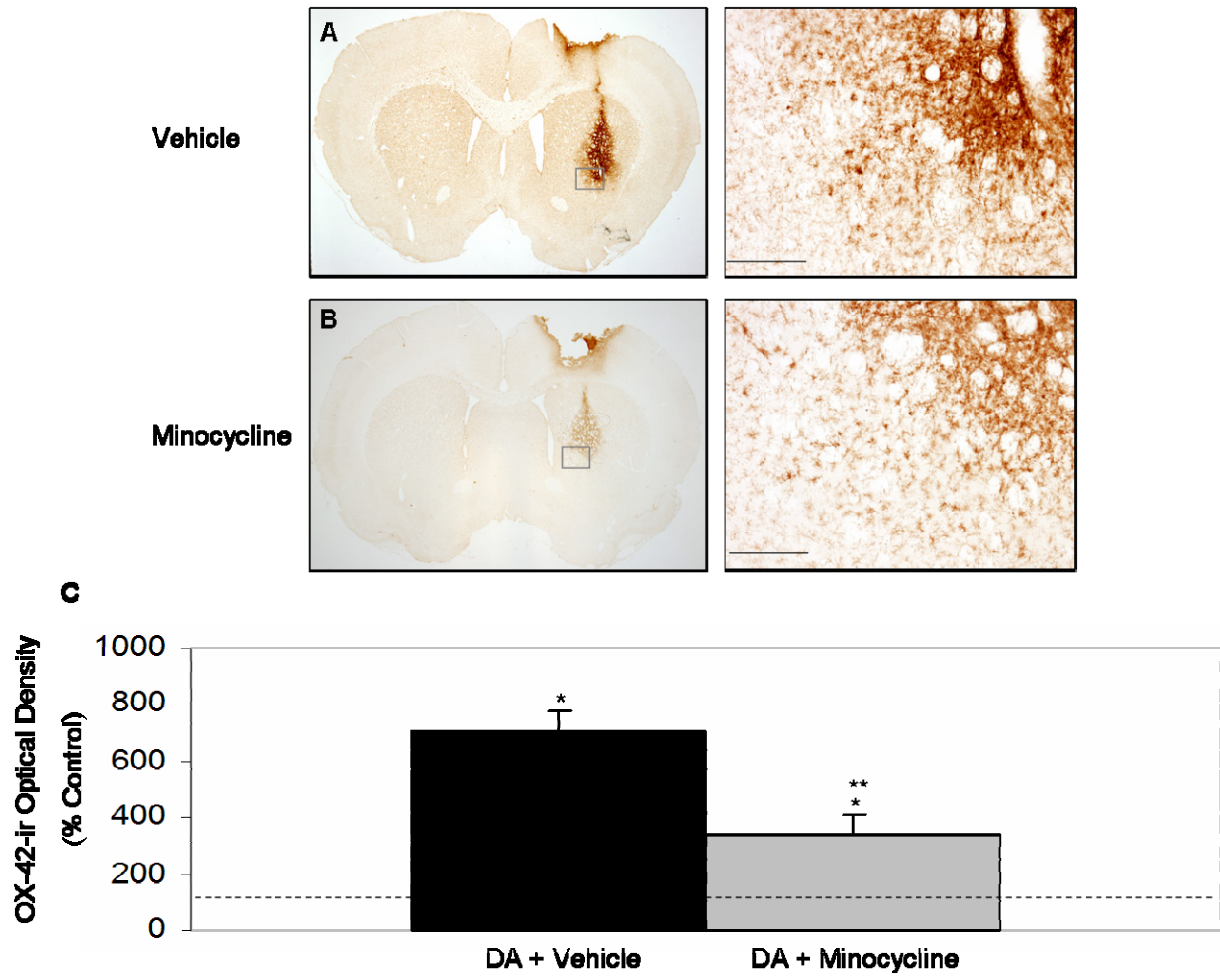 A
Vehicle
B
Minocycline
C
OX-42-ir Optical Density
(% Control)
1000
800
600
400
200
0
*
**
*
DA + Vehicle
DA + Minocycline